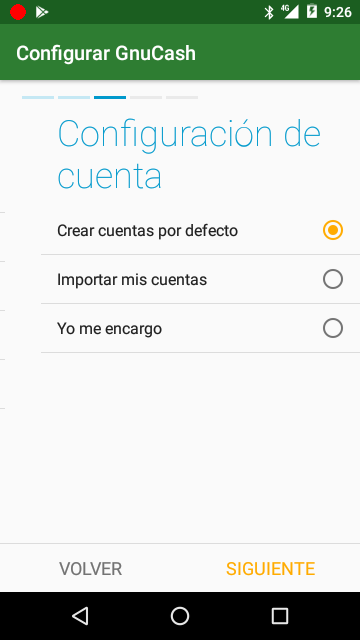 4G 9:26
Configurar GnuCash
Configuración de
cuenta
Crear cuentas por defecto
Importar mis cuentas
Yo me encargo
VOLVER SIGUIENTE